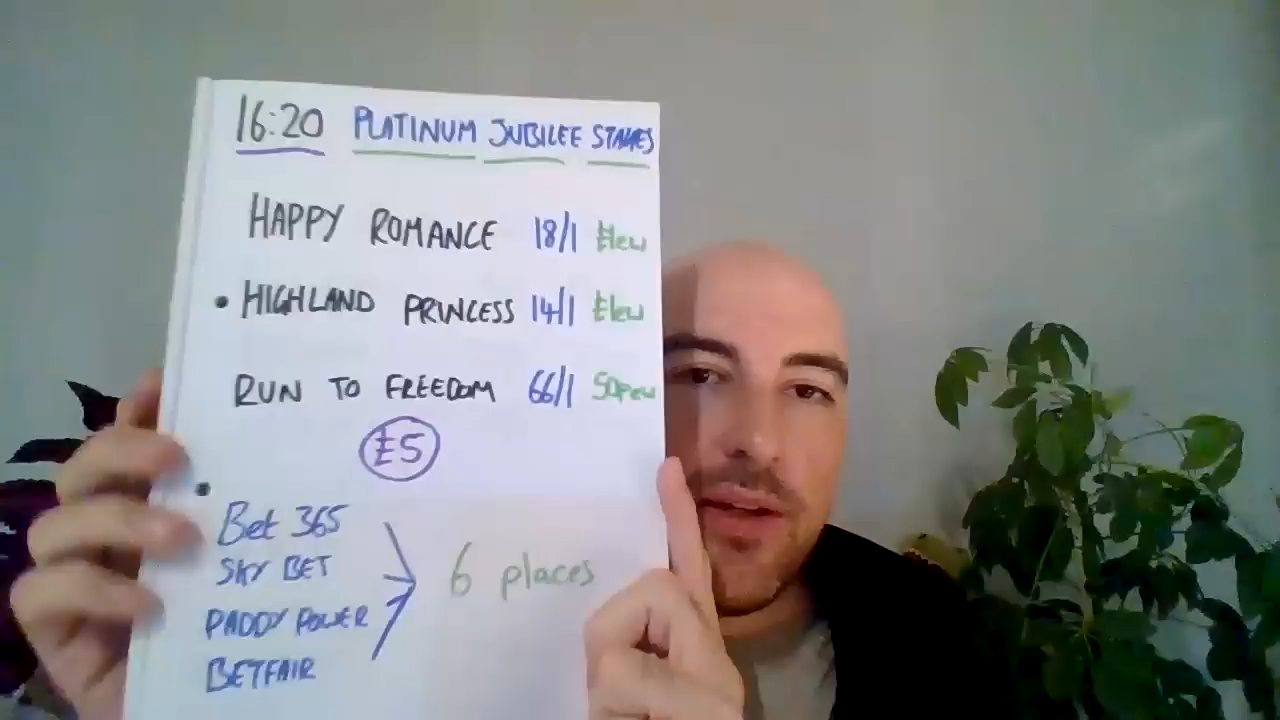 16:20 PLATINUM JUBILEE STAKES
HAPPY ROMANCE 18/1 £1ew
• HIGHLAND PRINCESS 14/1 £1ew
RUN TO FREEDOM 66/1 50pew
£5
• Bet 365
SKY BET
6 places
PADDY POWER
BETFAIR